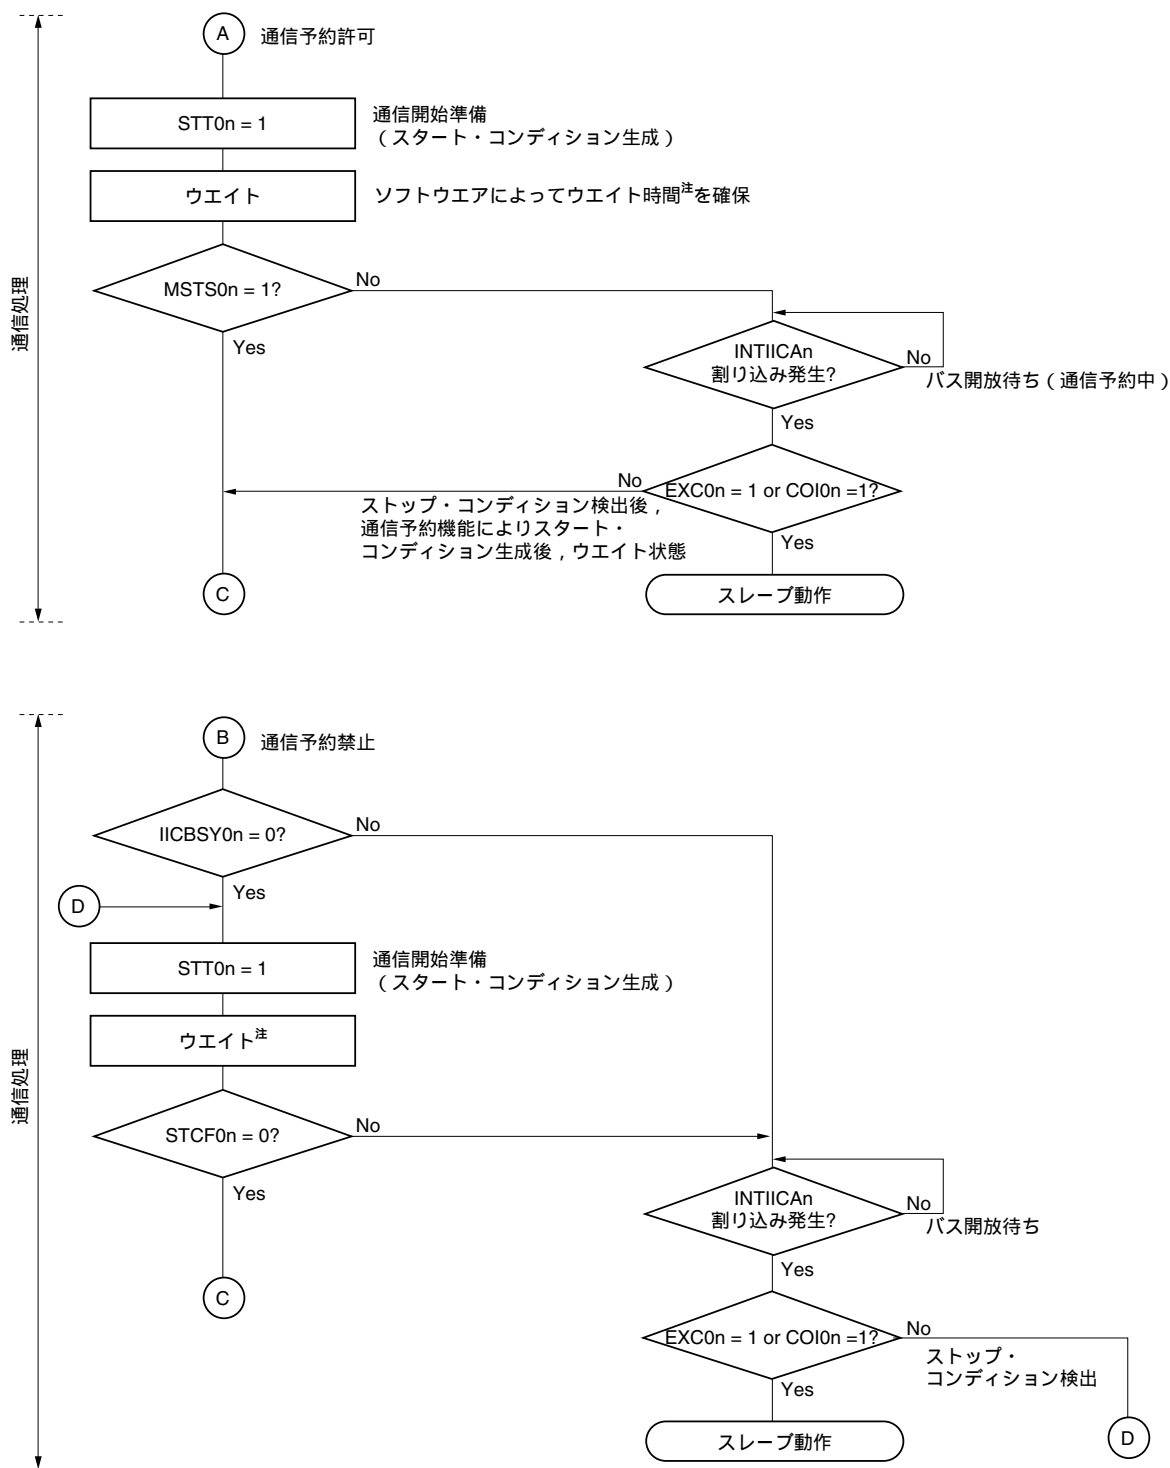 A 通信予約許可
STT0n = 1
通信開始準備
(スタート・コンディション生成)
ウエイト
ソフトウエアによってウエイト時間注を確保
通信処理
MSTS0n = 1?
No
Yes
INTIICAn
割り込み発生?
No
バス開放待ち(通信予約中)
Yes
EXC0n = 1 or COI0n =1?
No
ストップ・コンディション検出後,
通信予約機能によりスタート・
コンディション生成後,ウエイト状態
Yes
C
スレーブ動作
B 通信予約禁止
IICBSY0n = 0?
No
Yes
D
STT0n = 1
通信開始準備
(スタート・コンディション生成)
ウエイト注
通信処理
STCF0n = 0?
No
Yes
INTIICAn
割り込み発生?
No
バス開放待ち
Yes
C
EXC0n = 1 or COI0n =1?
No
ストップ・
コンディション検出
Yes
スレーブ動作
D